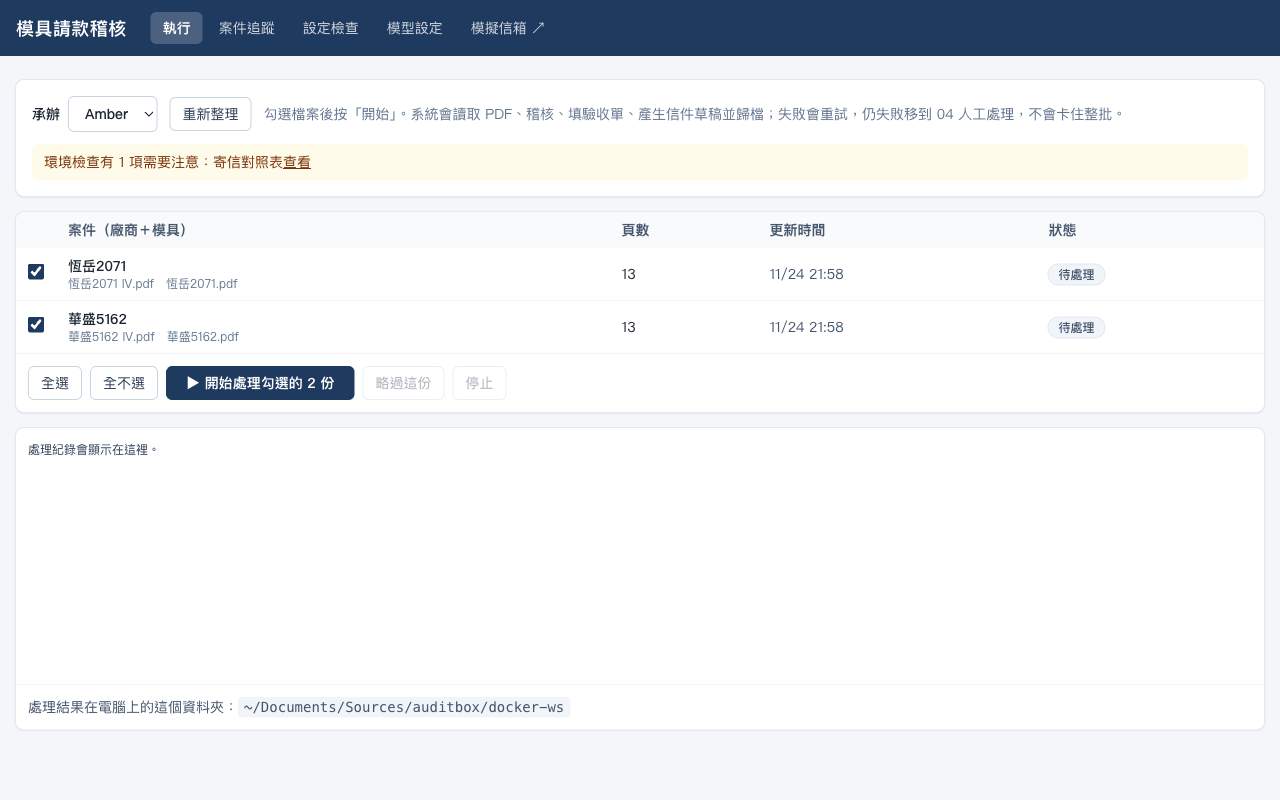 模具請款稽核 執行 案件追蹤 設定檢查 模型設定 模擬信箱 ↗
承辦 Amber 重新整理 勾選檔案後按「開始」。系統會讀取 PDF、稽核、填驗收單、產生信件草稿並歸檔；失敗會重試，仍失敗移到 04 人工處理，不會卡住整批。
環境檢查有 1 項需要注意：寄信對照表查看
案件（廠商＋模具） 頁數 更新時間 狀態
恆岳2071
恆岳2071 IV.pdf 恆岳2071.pdf
13 11/24 21:58 待處理
華盛5162
華盛5162 IV.pdf 華盛5162.pdf
13 11/24 21:58 待處理
全選 全不選 ▶ 開始處理勾選的 2 份 略過這份 停止
處理紀錄會顯示在這裡。
處理結果在電腦上的這個資料夾： ~/Documents/Sources/auditbox/docker-ws